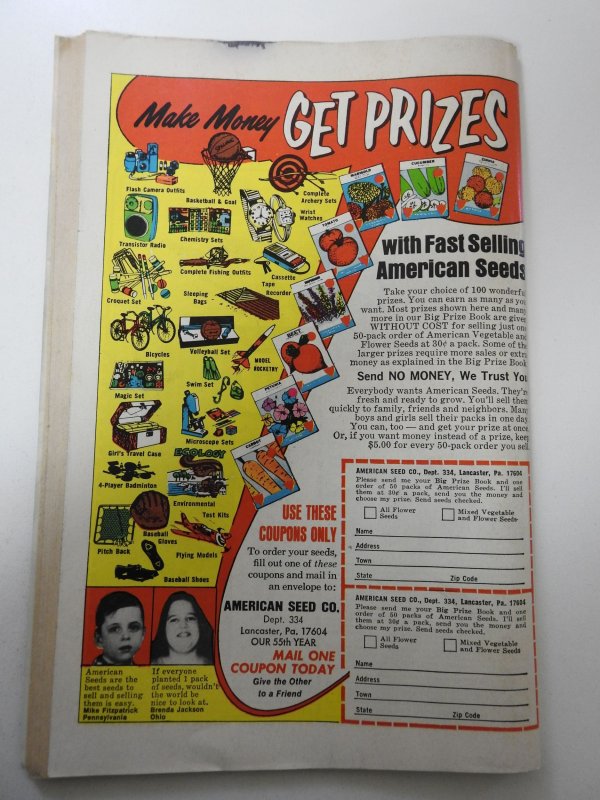 Make Money GET PRIZES
Flash Camera Outfits
Basketball & Goal
Complete
Archery Sets
Transistor Radio
Chemistry Sets
Wrist
Watches
Complete Fishing Outfits
Cassette
Tape
Recorder
Croquet Set
Sleeping
Bags
Bicycles
Volleyball Set
MODEL
ROCKETRY
Magic Set
Swim Set
Girl's Travel Case
Microscope Sets
ECOLOGY
4-Player Badminton
Environmental
Test Kits
Pitch Back
Baseball
Gloves
Flying Models
Baseball Shoes
MARIGOLD
CUCUMBER
ZINNIA
TOMATO
BEET
PETUNIA
CARROT
with Fast Selling
American Seeds
Take your choice of 100 wonderful
prizes. You can earn as many as you
want. Most prizes shown here and many
more in our Big Prize Book are given
WITHOUT COST for selling just one
50-pack order of American Vegetable and
Flower Seeds at 30¢ a pack. Some of the
larger prizes require more sales or extra
money as explained in the Big Prize Book.
Send NO MONEY, We Trust You
Everybody wants American Seeds. They're
fresh and ready to grow. You'll sell them
quickly to family, friends and neighbors. Many
boys and girls sell their packs in one day.
You can, too — and get your prize at once.
Or, if you want money instead of a prize, keep
$5.00 for every 50-pack order you sell.
USE THESE
COUPONS ONLY
To order your seeds,
fill out one of these
coupons and mail in
an envelope to:
AMERICAN SEED CO.
Dept. 334
Lancaster, Pa. 17604
OUR 55th YEAR
MAIL ONE
COUPON TODAY
Give the Other
to a Friend
AMERICAN SEED CO., Dept. 334, Lancaster, Pa. 17604
Please send me your Big Prize Book and one
order of 50 packs of American Seeds. I'll sell
them at 30¢ a pack, send you the money and
choose my prize. Send seeds checked.
All Flower
Seeds
Mixed Vegetable
and Flower Seeds
Name
Address
Town
State Zip Code
AMERICAN SEED CO., Dept. 334, Lancaster, Pa. 17604
Please send me your Big Prize Book and one
order of 50 packs of American Seeds. I'll sell
them at 30¢ a pack, send you the money and
choose my prize. Send seeds checked.
All Flower
Seeds
Mixed Vegetable
and Flower Seeds
Name
Address
Town
State Zip Code
American
Seeds are the
best seeds to
sell and selling
them is easy.
Mike Fitzpatrick
Pennsylvania
If everyone
planted 1 pack
of seeds, wouldn't
the world be
nice to look at.
Brenda Jackson
Ohio